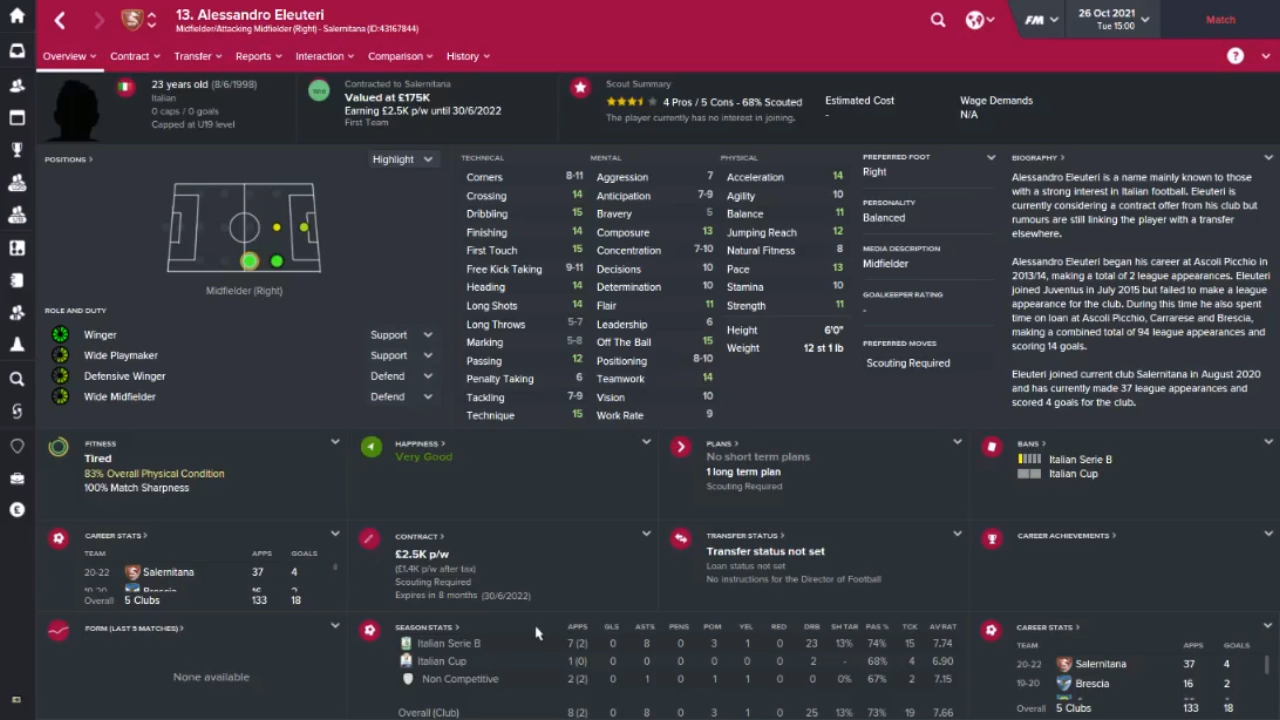 13. Alessandro Eleuteri
Midfielder/Attacking Midfielder (Right) - Salernitana (ID:43167844)
FM
26 Oct 2021
Tue 15:00
Match
Overview
Contract
Transfer
Reports
Interaction
Comparison
History
?
23 years old (8/6/1998)
Italian
0 caps / 0 goals
Capped at U19 level
Contracted to Salernitana
Valued at £175K
Earning £2.5K p/w until 30/6/2022
First Team
Scout Summary
4 Pros / 5 Cons - 68% Scouted
The player currently has no interest in joining.
Estimated Cost
-
Wage Demands
N/A
POSITIONS >
Highlight
Midfielder (Right)
ROLE AND DUTY
Winger Support
Wide Playmaker Support
Defensive Winger Defend
Wide Midfielder Defend
TECHNICAL
Corners 8-11
Crossing 14
Dribbling 15
Finishing 14
First Touch 15
Free Kick Taking 9-11
Heading 14
Long Shots 14
Long Throws 5-7
Marking 5-8
Passing 12
Penalty Taking 6
Tackling 7-9
Technique 15
MENTAL
Aggression 7
Anticipation 7-9
Bravery 5
Composure 13
Concentration 7-10
Decisions 10
Determination 10
Flair 11
Leadership 6
Off The Ball 15
Positioning 8-10
Teamwork 14
Vision 10
Work Rate 9
PHYSICAL
Acceleration 14
Agility 10
Balance 11
Jumping Reach 12
Natural Fitness 8
Pace 13
Stamina 10
Strength 11
Height 6'0"
Weight 12 st 1 lb
PREFERRED FOOT
Right
PERSONALITY
Balanced
MEDIA DESCRIPTION
Midfielder
GOALKEEPER RATING
-
PREFERRED MOVES
Scouting Required
BIOGRAPHY >
Alessandro Eleuteri is a name mainly known to those
with a strong interest in Italian football. Eleuteri is
currently considering a contract offer from his club but
rumours are still linking the player with a transfer
elsewhere.
Alessandro Eleuteri began his career at Ascoli Picchio in
2013/14, making a total of 2 league appearances. Eleuteri
joined Juventus in July 2015 but failed to make a league
appearance for the club. During this time he also spent
time on loan at Ascoli Picchio, Carrarese and Brescia,
making a combined total of 94 league appearances and
scoring 14 goals.
Eleuteri joined current club Salernitana in August 2020
and has currently made 37 league appearances and
scored 4 goals for the club.
FITNESS
Tired
83% Overall Physical Condition
100% Match Sharpness
HAPPINESS >
Very Good
PLANS >
No short term plans
1 long term plan
Scouting Required
BANS >
Italian Serie B
Italian Cup
CAREER STATS >
TEAM APPS GOALS
20-22 Salernitana 37 4
19-20 Brescia 16 2
Overall 5 Clubs 133 18
CONTRACT >
£2.5K p/w
(£1.4K p/w after tax)
Scouting Required
Expires in 8 months (30/6/2022)
TRANSFER STATUS >
Transfer status not set
Loan status not set
No instructions for the Director of Football
CAREER ACHIEVEMENTS >
FORM (LAST 5 MATCHES) >
None available
SEASON STATS > APPS GLS ASTS PENS POM YEL RED DRB SH TAR PAS % TCK AV RAT
Italian Serie B 7 (2) 0 8 0 3 1 0 23 13% 74% 15 7.74
Italian Cup 1 (0) 0 0 0 0 0 0 2 - 68% 4 6.90
Non Competitive 2 (2) 0 1 0 1 1 0 0 0% 67% 2 7.15
Overall (Club) 8 (2) 0 8 0 3 1 0 25 13% 73% 19 7.66
CAREER STATS >
TEAM APPS GOALS
20-22 Salernitana 37 4
19-20 Brescia 16 2
Overall 5 Clubs 133 18